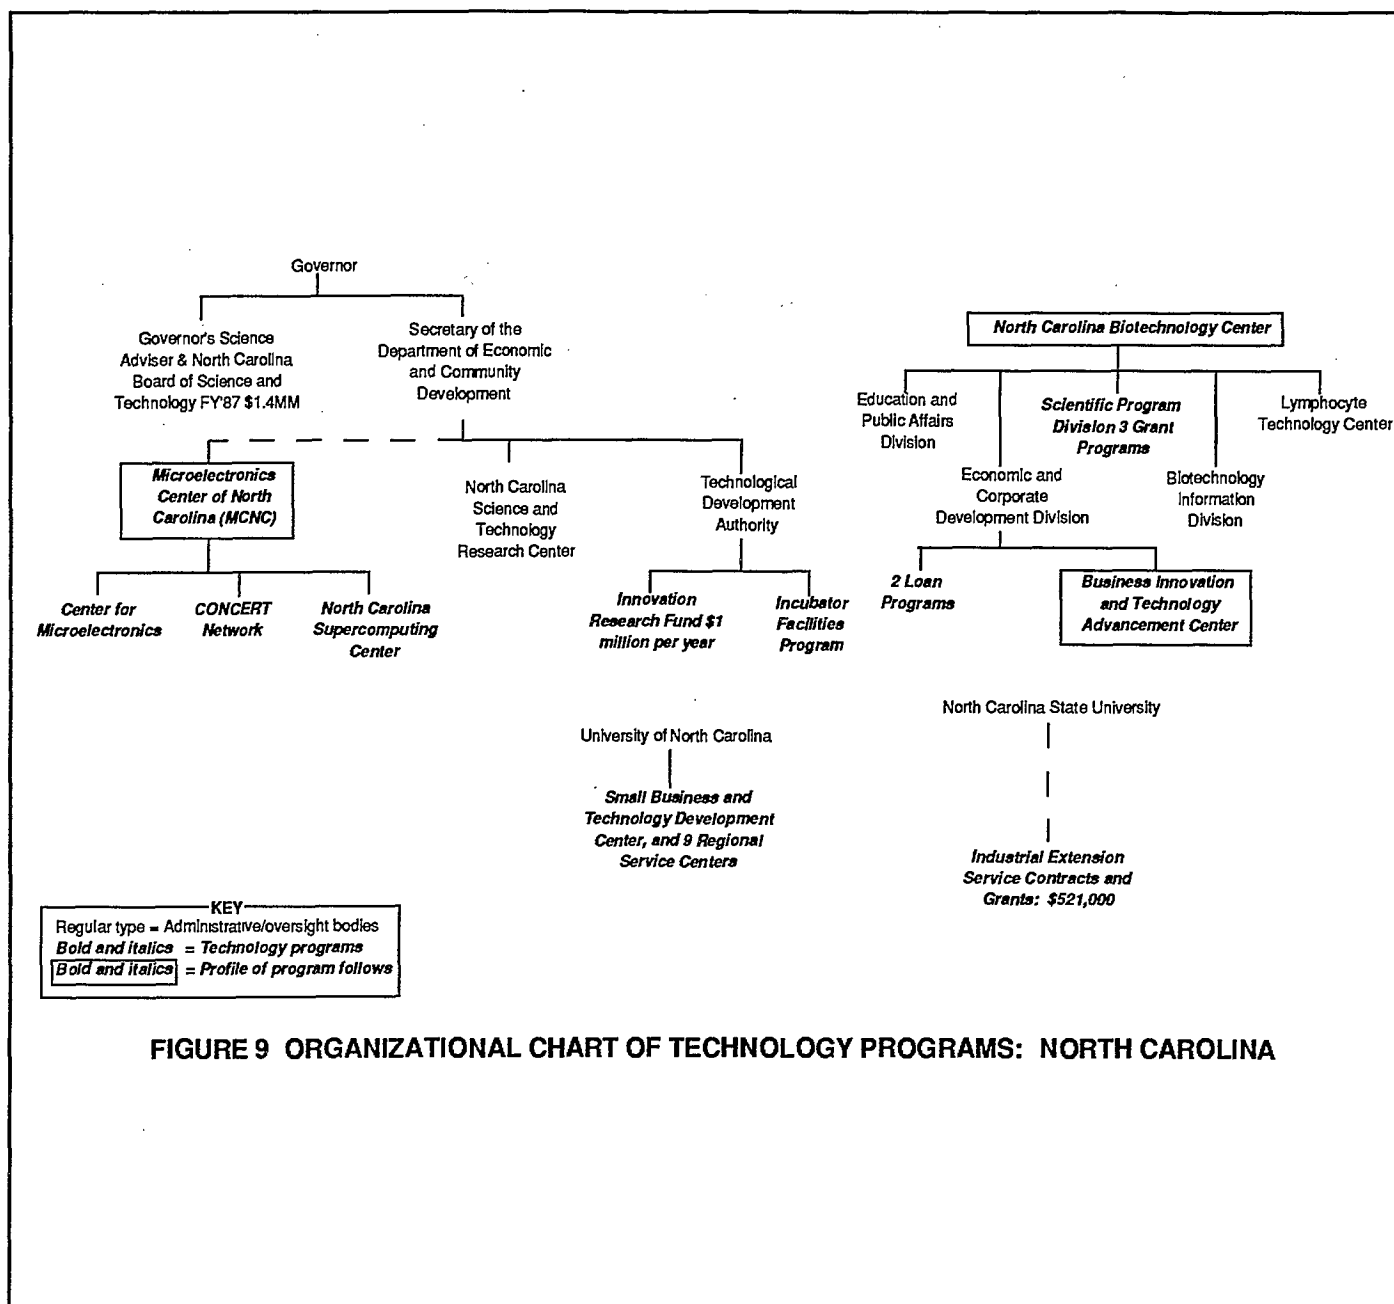 Governor
Governor's Science
Adviser & North Carolina
Board of Science and
Technology FY'87 $1.4MM
Secretary of the
Department of Economic
and Community
Development
Microelectronics
Center of North
Carolina (MCNC)
North Carolina
Science and
Technology
Research Center
Technological
Development
Authority
Center for
Microelectronics
CONCERT
Network
North Carolina
Supercomputing
Center
Innovation
Research Fund $1
million per year
Incubator
Facilities
Program
North Carolina Biotechnology Center
Education and
Public Affairs
Division
Scientific Program
Division 3 Grant
Programs
Lymphocyte
Technology Center
Economic and
Corporate
Development Division
Biotechnology
Information
Division
2 Loan
Programs
Business Innovation
and Technology
Advancement Center
University of North Carolina
Small Business and
Technology Development
Center, and 9 Regional
Service Centers
North Carolina State University
Industrial Extension
Service Contracts and
Grants: $521,000
KEY
Regular type = Administrative/oversight bodies
Bold and italics = Technology programs
Bold and italics = Profile of program follows
FIGURE 9 ORGANIZATIONAL CHART OF TECHNOLOGY PROGRAMS: NORTH CAROLINA